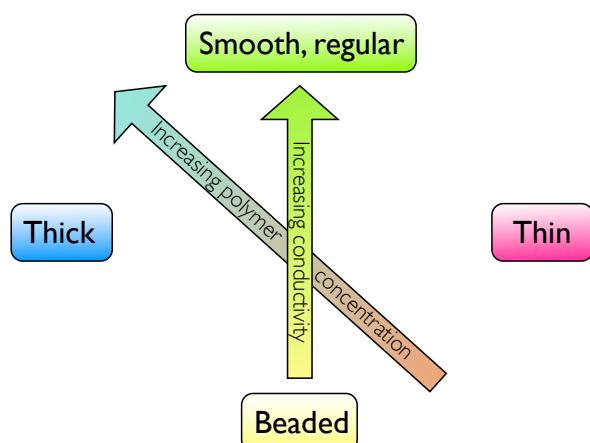 Smooth, regular
Increasing polymer concentration
Increasing conductivity
Thick
Thin
Beaded